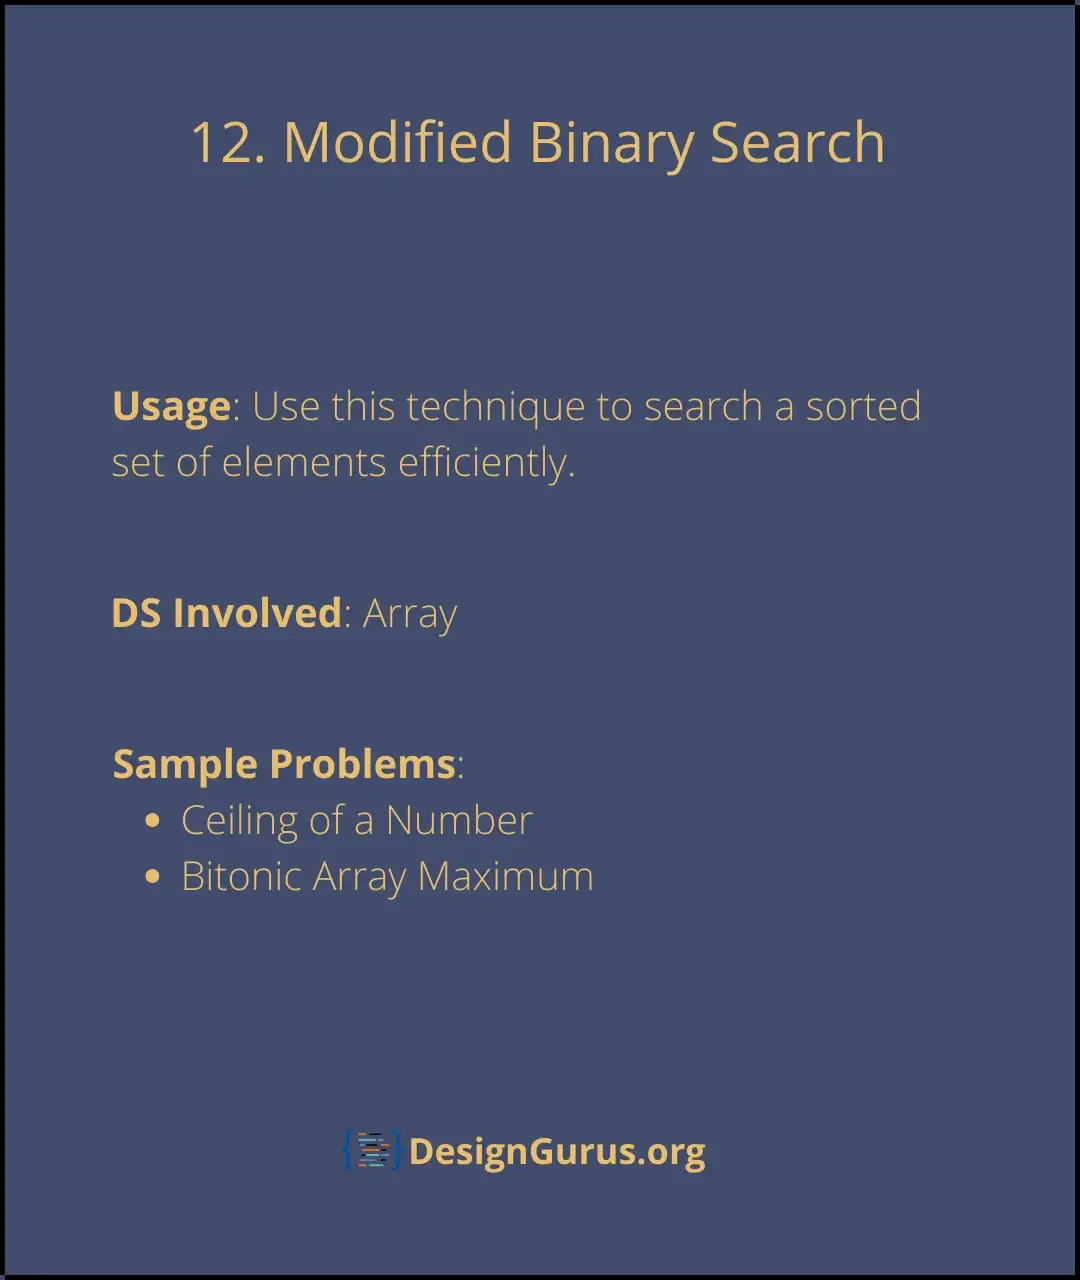 12. Modified Binary Search
Usage: Use this technique to search a sorted
set of elements efficiently.
DS Involved: Array
Sample Problems:
• Ceiling of a Number
• Bitonic Array Maximum
DesignGurus.org